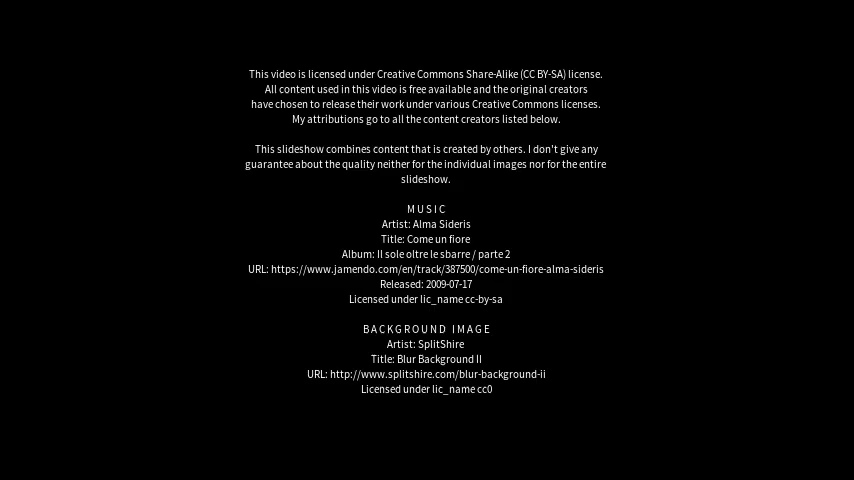 This video is licensed under Creative Commons Share-Alike (CC BY-SA) license.
All content used in this video is free available and the original creators
have chosen to release their work under various Creative Commons licenses.
My attributions go to all the content creators listed below.
This slideshow combines content that is created by others. I don't give any
guarantee about the quality neither for the individual images nor for the entire
slideshow.
MUSIC
Artist: Alma Sideris
Title: Come un fiore
Album: Il sole oltre le sbarre / parte 2
URL: https://www.jamendo.com/en/track/387500/come-un-fiore-alma-sideris
Released: 2009-07-17
Licensed under lic_name cc-by-sa
BACKGROUND IMAGE
Artist: SplitShire
Title: Blur Background II
URL: http://www.splitshire.com/blur-background-ii
Licensed under lic_name cc0